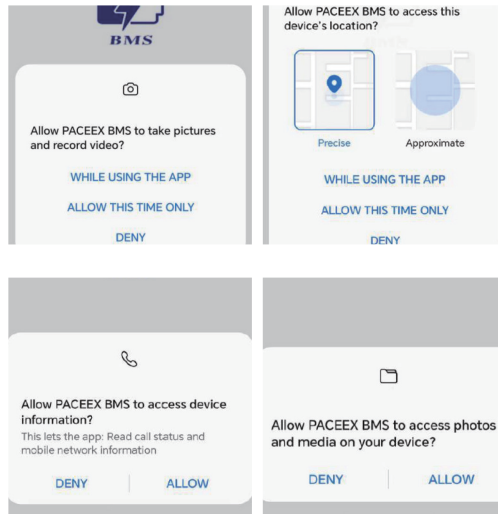 BMS
Allow PACEEX BMS to take pictures
and record video?
WHILE USING THE APP
ALLOW THIS TIME ONLY
DENY
Allow PACEEX BMS to access this
device's location?
Precise
Approximate
WHILE USING THE APP
ALLOW THIS TIME ONLY
DENY
Allow PACEEX BMS to access device
information?
This lets the app: Read call status and
mobile network information
DENY
ALLOW
Allow PACEEX BMS to access photos
and media on your device?
DENY
ALLOW